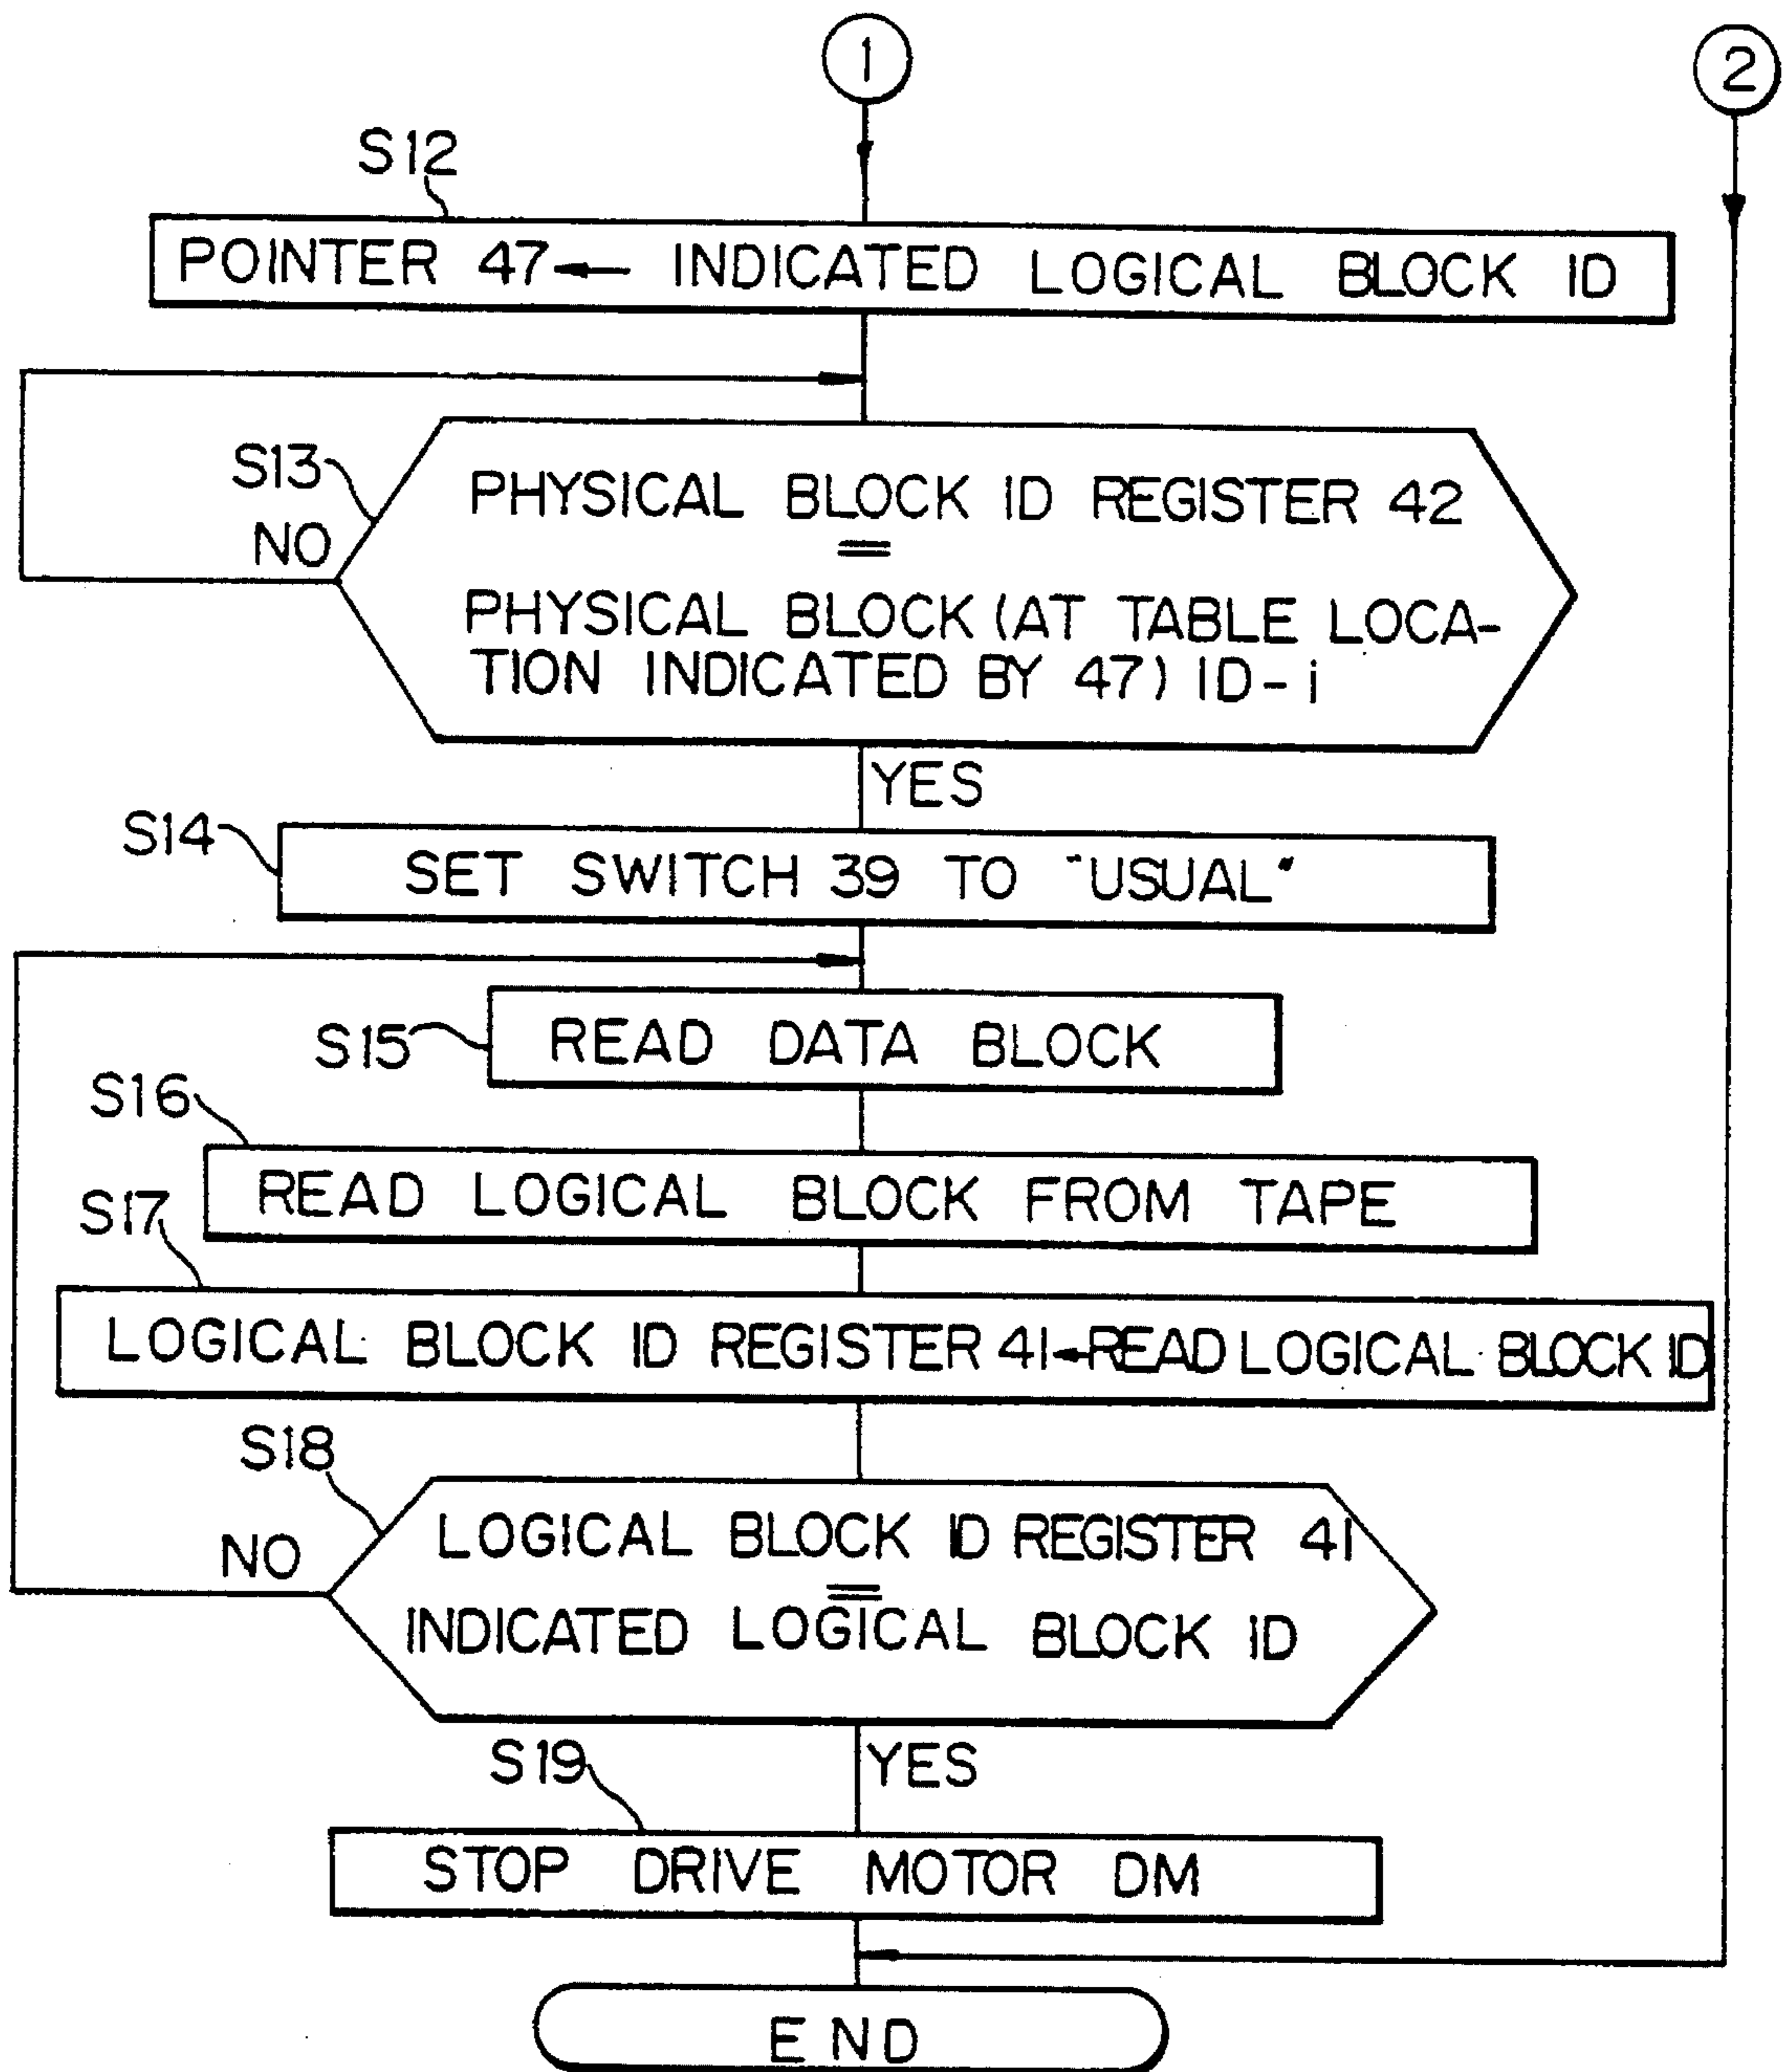 1
2
S12
POINTER 47 ← INDICATED LOGICAL BLOCK ID
S13
NO
PHYSICAL BLOCK ID REGISTER 42
=
PHYSICAL BLOCK (AT TABLE LOCA-
TION INDICATED BY 47) ID-i
YES
S14
SET SWITCH 39 TO "USUAL"
S15
READ DATA BLOCK
S16
READ LOGICAL BLOCK FROM TAPE
S17
LOGICAL BLOCK ID REGISTER 41←READ LOGICAL BLOCK ID
S18
NO
LOGICAL BLOCK ID REGISTER 41
=
INDICATED LOGICAL BLOCK ID
YES
S19
STOP DRIVE MOTOR DM
END